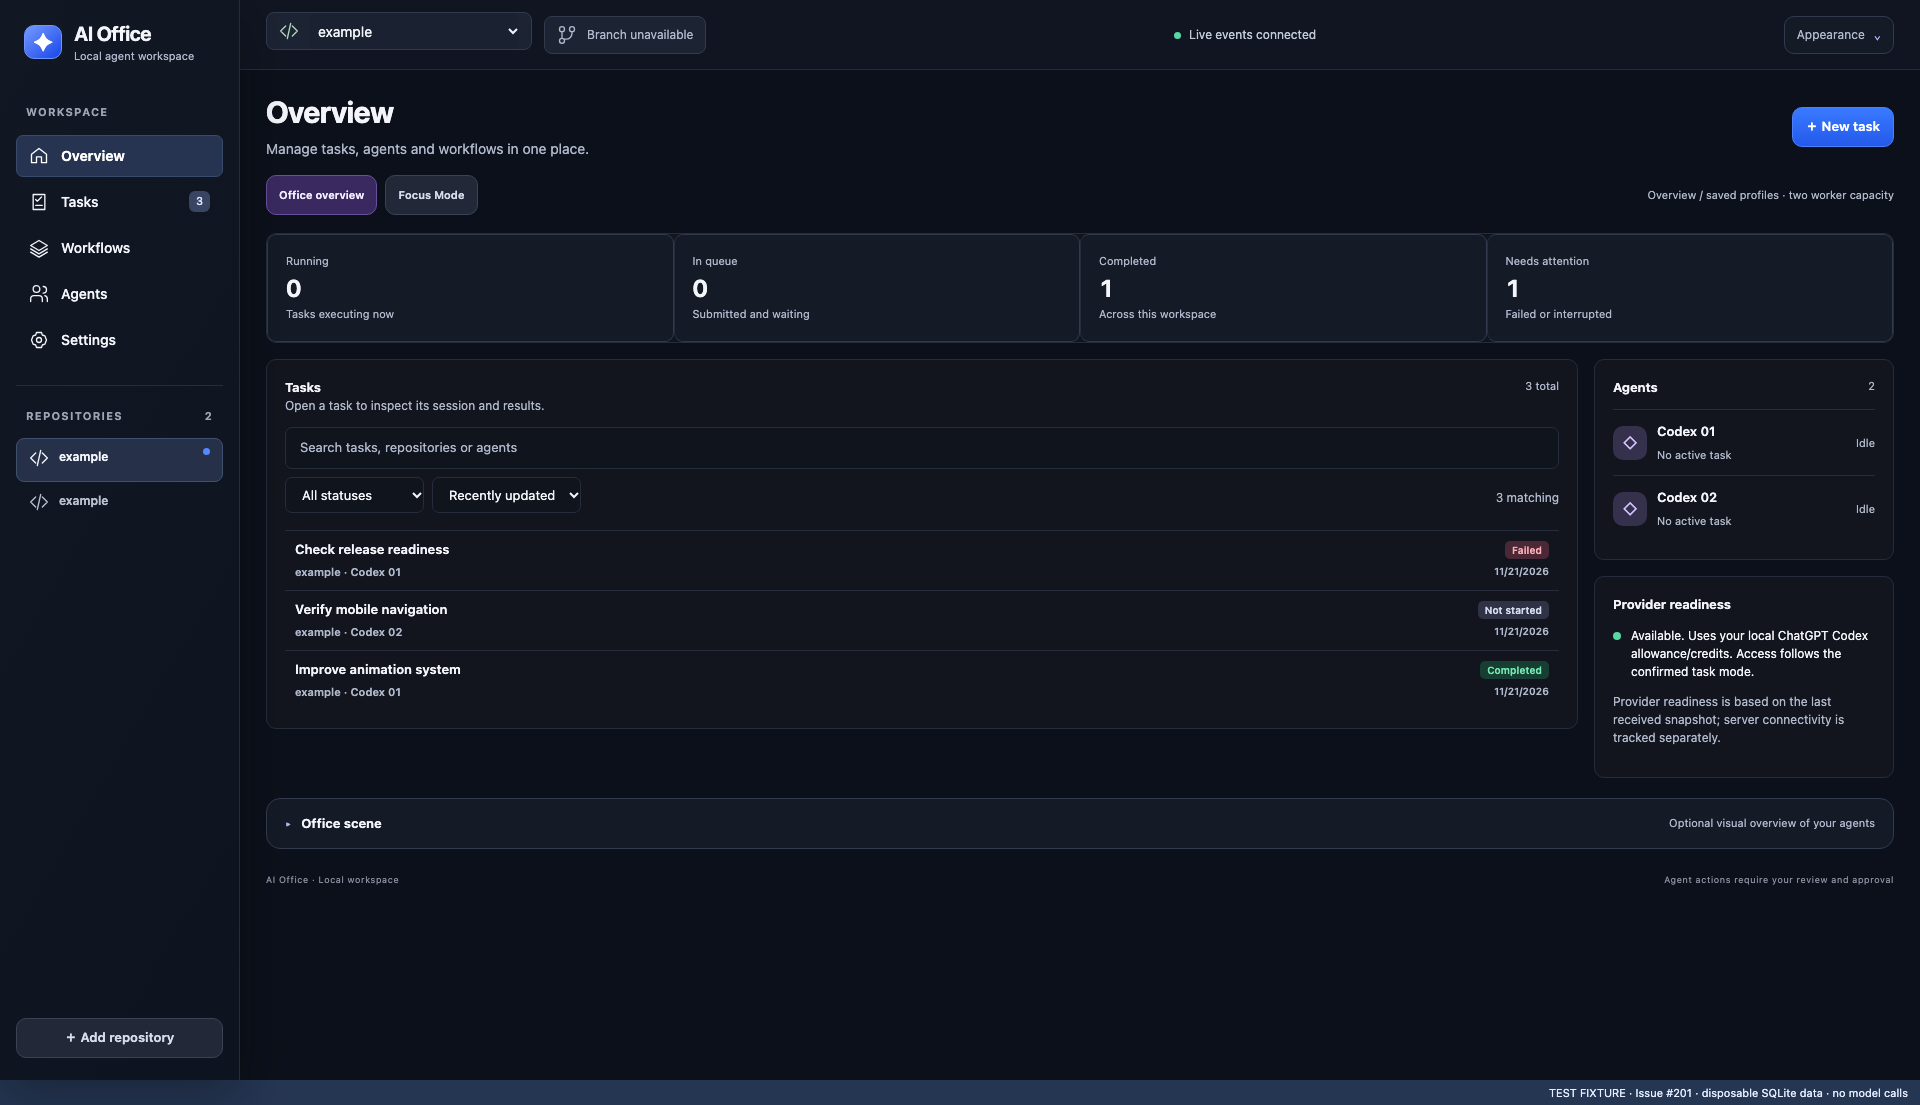 AI Office
Local agent workspace
WORKSPACE
Overview
Tasks
3
Workflows
Agents
Settings
REPOSITORIES
2
example
example
+ Add repository
example
Branch unavailable
Live events connected
Appearance
Overview
Manage tasks, agents and workflows in one place.
+ New task
Office overview
Focus Mode
Overview / saved profiles · two worker capacity
Running
0
Tasks executing now
In queue
0
Submitted and waiting
Completed
1
Across this workspace
Needs attention
1
Failed or interrupted
Tasks
3 total
Open a task to inspect its session and results.
Search tasks, repositories or agents
All statuses
Recently updated
3 matching
Check release readiness
Failed
example · Codex 01
11/21/2026
Verify mobile navigation
Not started
example · Codex 02
11/21/2026
Improve animation system
Completed
example · Codex 01
11/21/2026
Agents
2
Codex 01
No active task
Idle
Codex 02
No active task
Idle
Provider readiness
Available. Uses your local ChatGPT Codex
allowance/credits. Access follows the
confirmed task mode.
Provider readiness is based on the last
received snapshot; server connectivity is
tracked separately.
Office scene
Optional visual overview of your agents
AI Office · Local workspace
Agent actions require your review and approval
TEST FIXTURE · Issue #201 · disposable SQLite data · no model calls